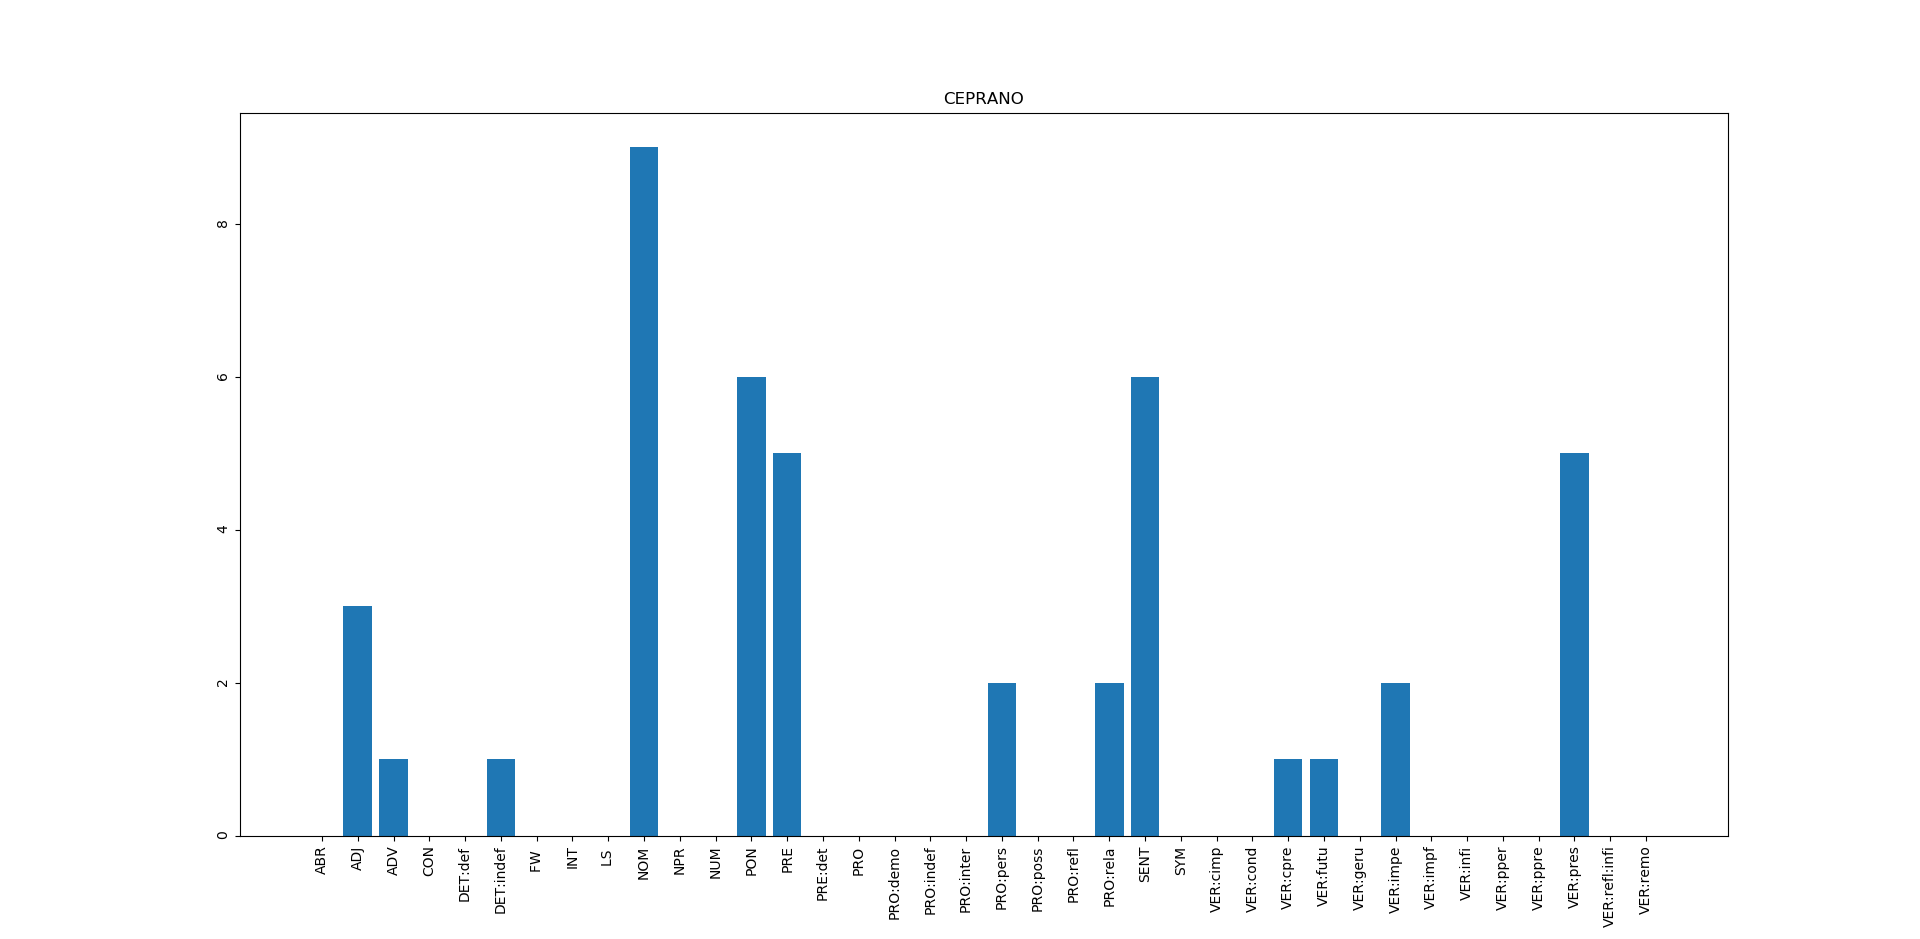 CEPRANO
8
6
4
2
0
ABR
ADJ
ADV
CON
DET:def
DET:indef
FW
INT
LS
NOM
NPR
NUM
PON
PRE
PRE:det
PRO
PRO:demo
PRO:indef
PRO:inter
PRO:pers
PRO:poss
PRO:refl
PRO:rela
SENT
SYM
VER:cimp
VER:cond
VER:cpre
VER:futu
VER:geru
VER:impe
VER:impf
VER:infi
VER:pper
VER:ppre
VER:pres
VER:refl:infi
VER:remo